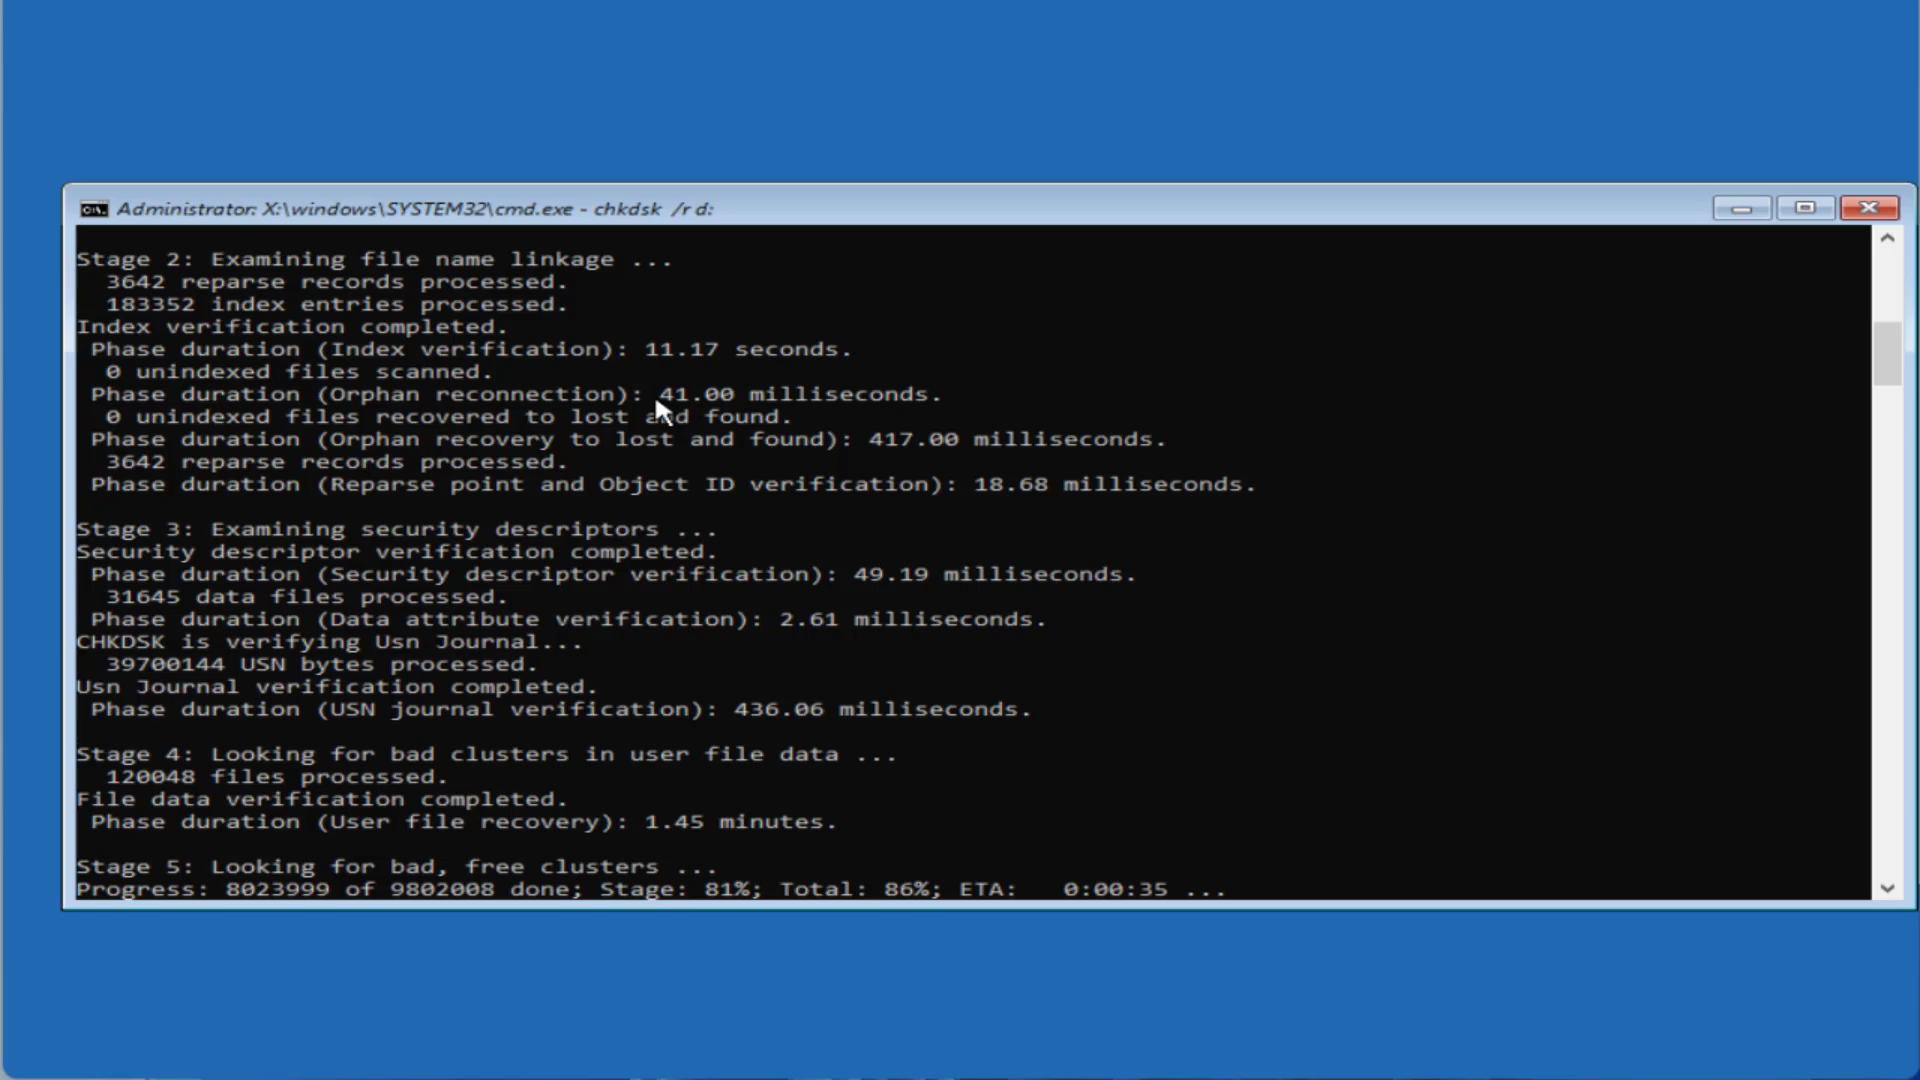 Administrator: X:\windows\SYSTEM32\cmd.exe - chkdsk /r d:
Stage 2: Examining file name linkage ...
3642 reparse records processed.
183352 index entries processed.
Index verification completed.
Phase duration (Index verification): 11.17 seconds.
0 unindexed files scanned.
Phase duration (Orphan reconnection): 41.00 milliseconds.
0 unindexed files recovered to lost and found.
Phase duration (Orphan recovery to lost and found): 417.00 milliseconds.
3642 reparse records processed.
Phase duration (Reparse point and Object ID verification): 18.68 milliseconds.
Stage 3: Examining security descriptors ...
Security descriptor verification completed.
Phase duration (Security descriptor verification): 49.19 milliseconds.
31645 data files processed.
Phase duration (Data attribute verification): 2.61 milliseconds.
CHKDSK is verifying Usn Journal...
39700144 USN bytes processed.
Usn Journal verification completed.
Phase duration (USN journal verification): 436.06 milliseconds.
Stage 4: Looking for bad clusters in user file data ...
120048 files processed.
File data verification completed.
Phase duration (User file recovery): 1.45 minutes.
Stage 5: Looking for bad, free clusters ...
Progress: 8023999 of 9802008 done; Stage: 81%; Total: 86%; ETA: 0:00:35 ...